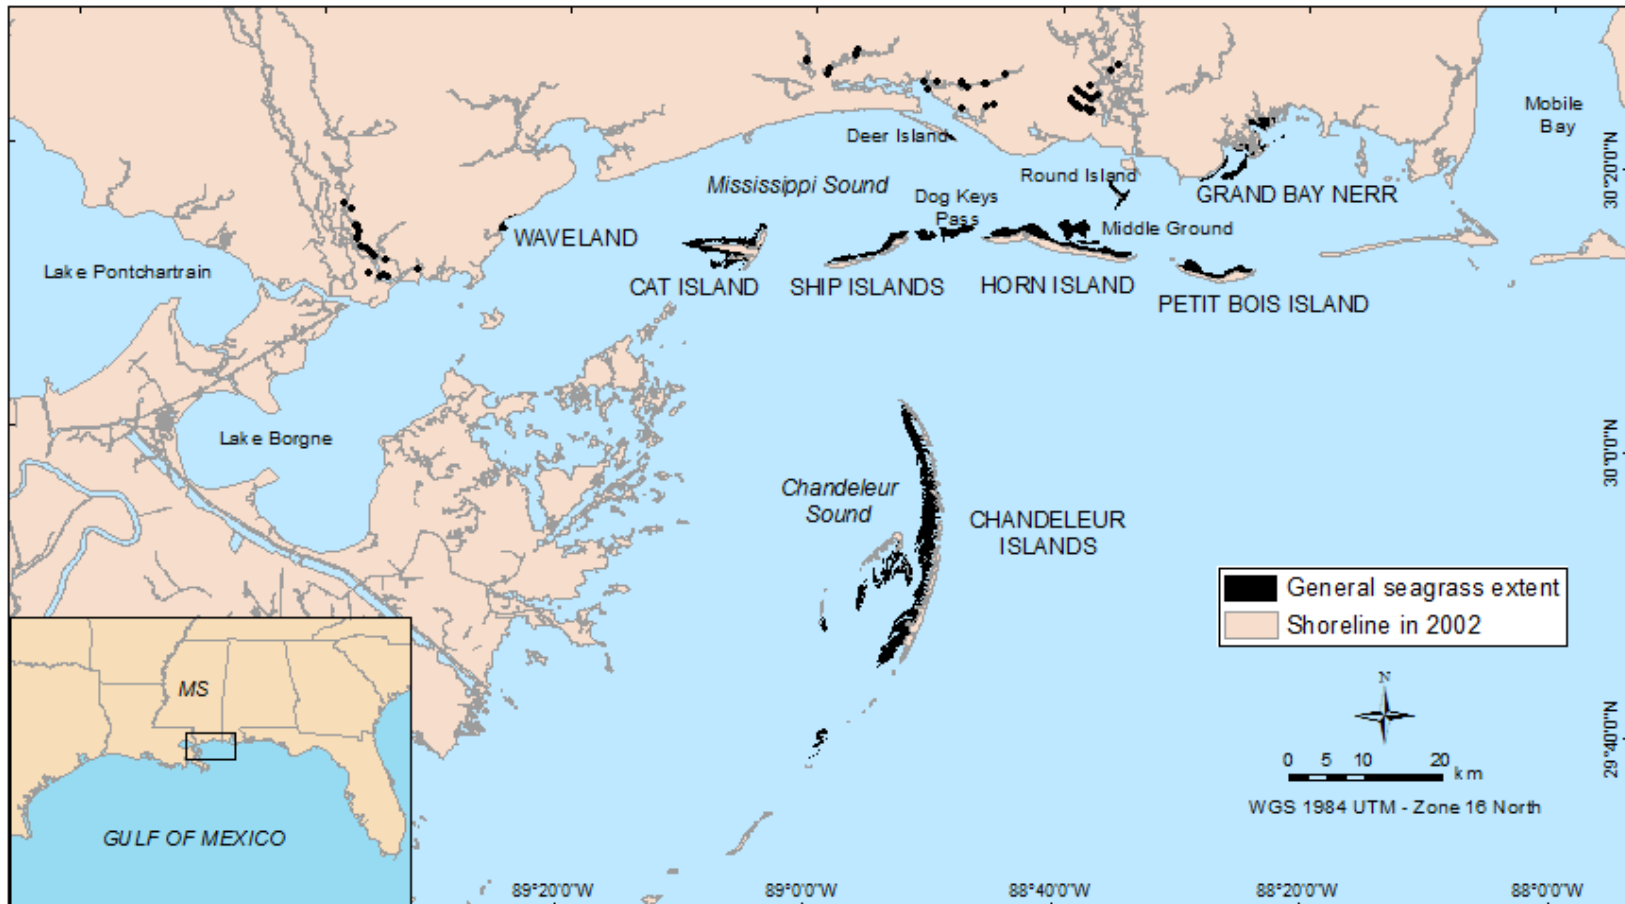 Mobile
Bay
Deer Island
30°20'0"N
Mississippi Sound
Round Island
GRAND BAY NERR
Dog Keys
Pass
WAVELAND
Middle Ground
Lake Pontchartrain
CAT ISLAND
SHIP ISLANDS
HORN ISLAND
PETIT BOIS ISLAND
Lake Borgne
30°0'0"N
Chandeleur
Sound
CHANDELEUR
ISLANDS
General seagrass extent
Shoreline in 2002
MS
N
29°40'0"N
0 5 10 20
km
WGS 1984 UTM - Zone 16 North
GULF OF MEXICO
89°20'0"W
89°0'0"W
88°40'0"W
88°20'0"W
88°0'0"W